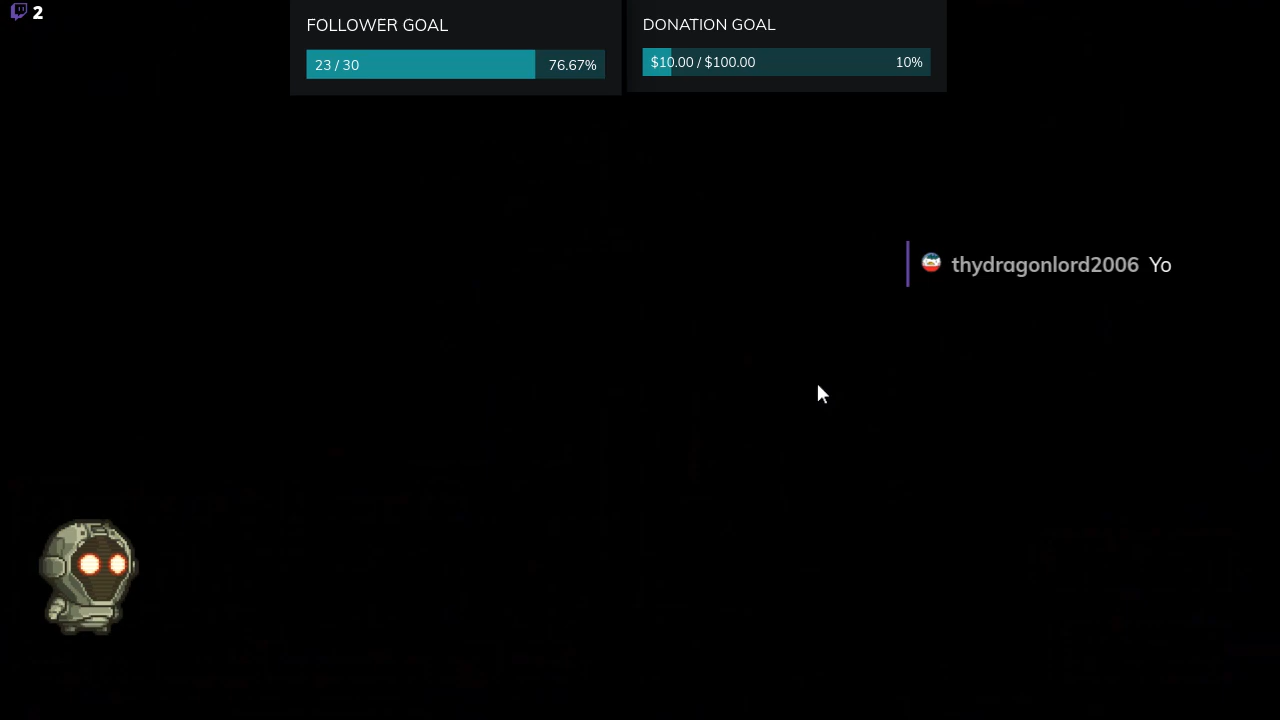 2
FOLLOWER GOAL
23 / 30 76.67%
DONATION GOAL
$10.00 / $100.00 10%
thydragonlord2006 Yo